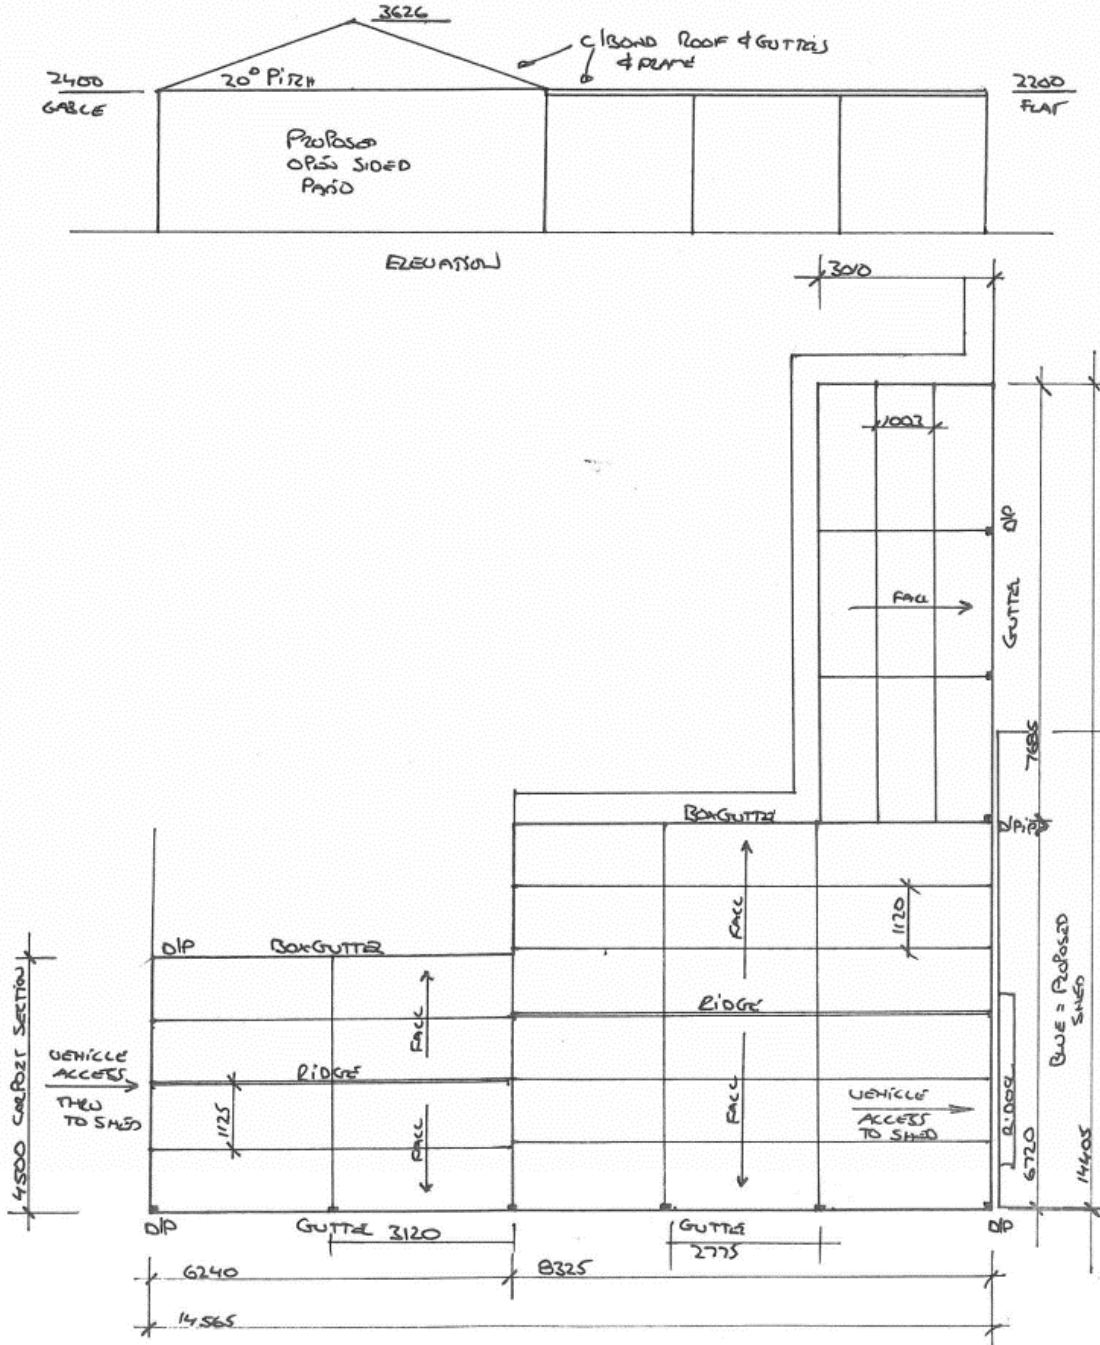 3626
C/BOND ROOF & GUTTERS
& FRAME
2400
GABLE
20° PITCH
2200
FLAT
PROPOSED
OPEN SIDED
PATIO
ELEVATION
3010
1003
D/P
FALL
GUTTER
7685
BOXGUTTER
D/PIPE
FALL
1120
D/P
BOXGUTTER
RIDGE
FALL
BLUE = PROPOSED
SHED
4500 CARPORT SECTION
VEHICLE
ACCESS
THRU
TO SHED
RIDGE
1125
FALL
FALL
VEHICLE
ACCESS
TO SHED
R/DOOR
6720
14405
D/P
GUTTER
3120
GUTTER
2775
D/P
6240
8325
14565